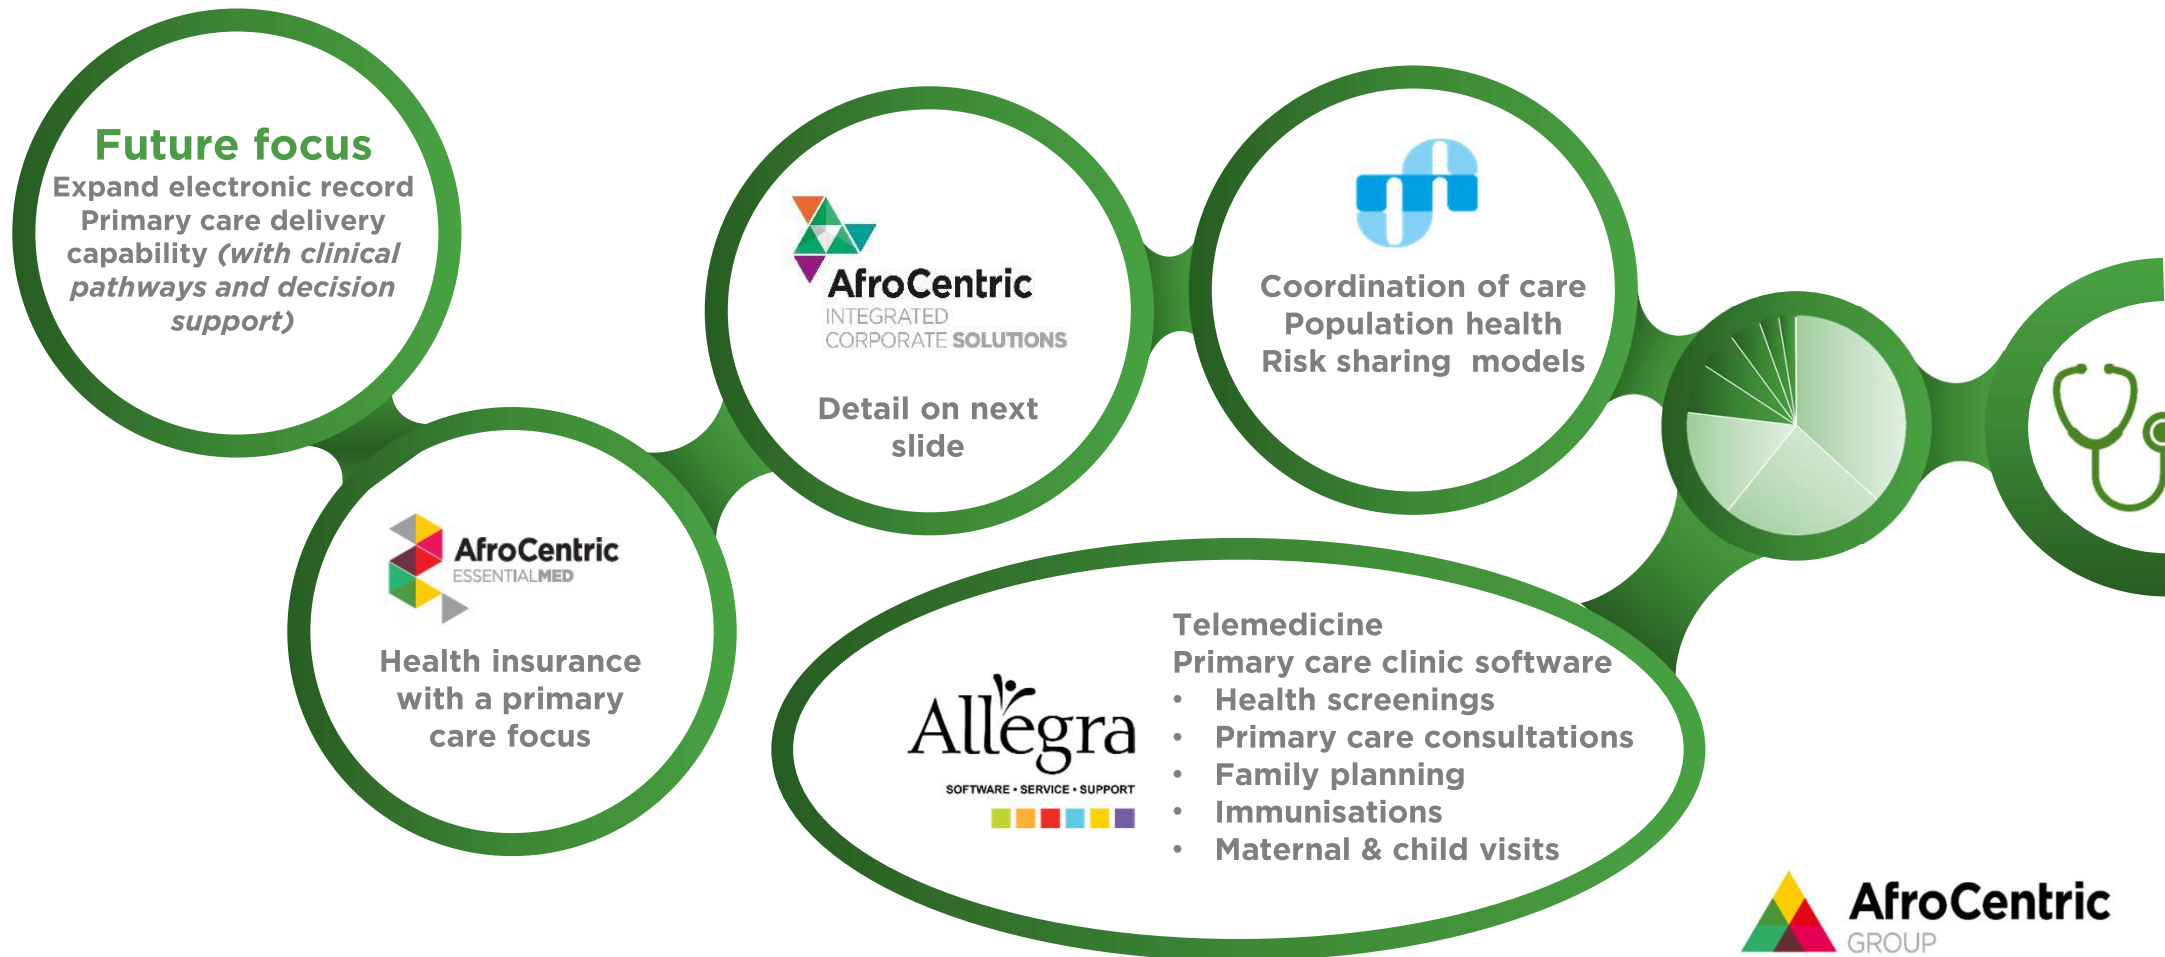 Future focus
Expand electronic record
Primary care delivery
capability (with clinical
pathways and decision
support)
AfroCentric
ESSENTIALMED
Health insurance
with a primary
care focus
AfroCentric
INTEGRATED
CORPORATE SOLUTIONS
Detail on next
slide
Coordination of care
Population health
Risk sharing models
Allegra
SOFTWARE • SERVICE • SUPPORT
Telemedicine
Primary care clinic software
• Health screenings
• Primary care consultations
• Family planning
• Immunisations
• Maternal & child visits
AfroCentric
GROUP